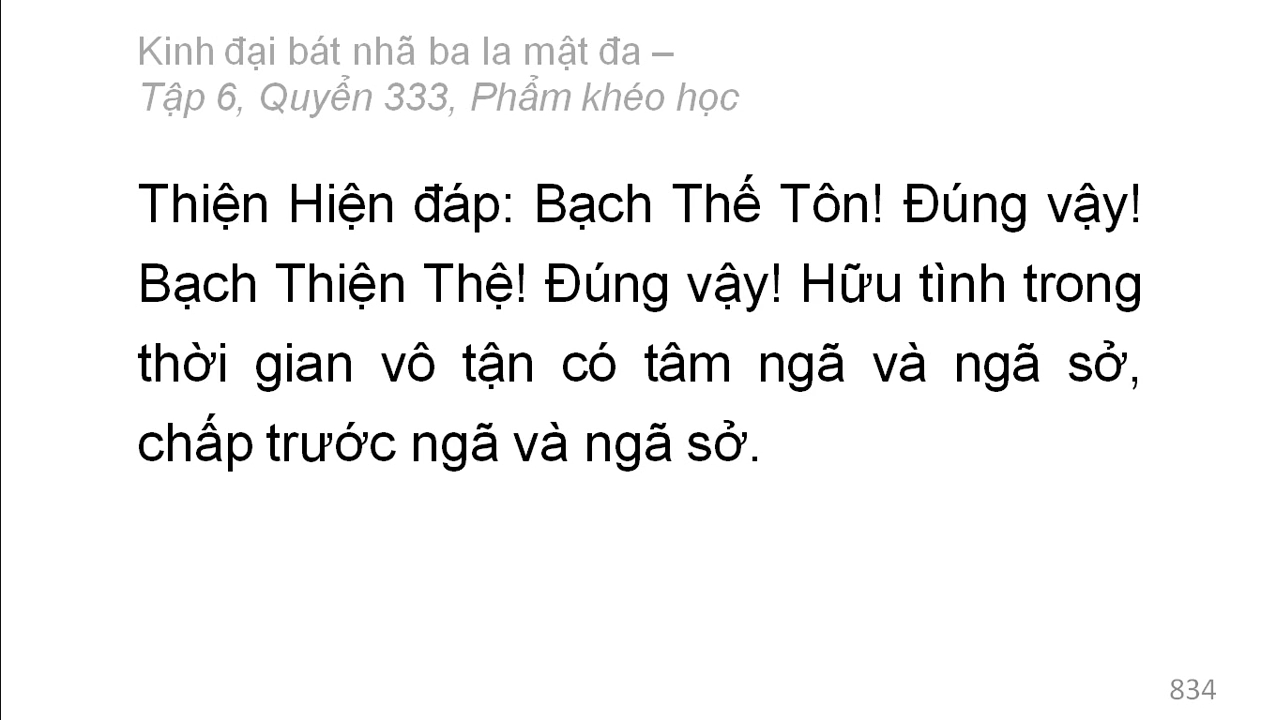 Kinh đại bát nhã ba la mật đa –
Tập 6, Quyển 333, Phẩm khéo học
Thiện Hiện đáp: Bạch Thế Tôn! Đúng vậy!
Bạch Thiện Thệ! Đúng vậy! Hữu tình trong
thời gian vô tận có tâm ngã và ngã sở,
chấp trước ngã và ngã sở.
834